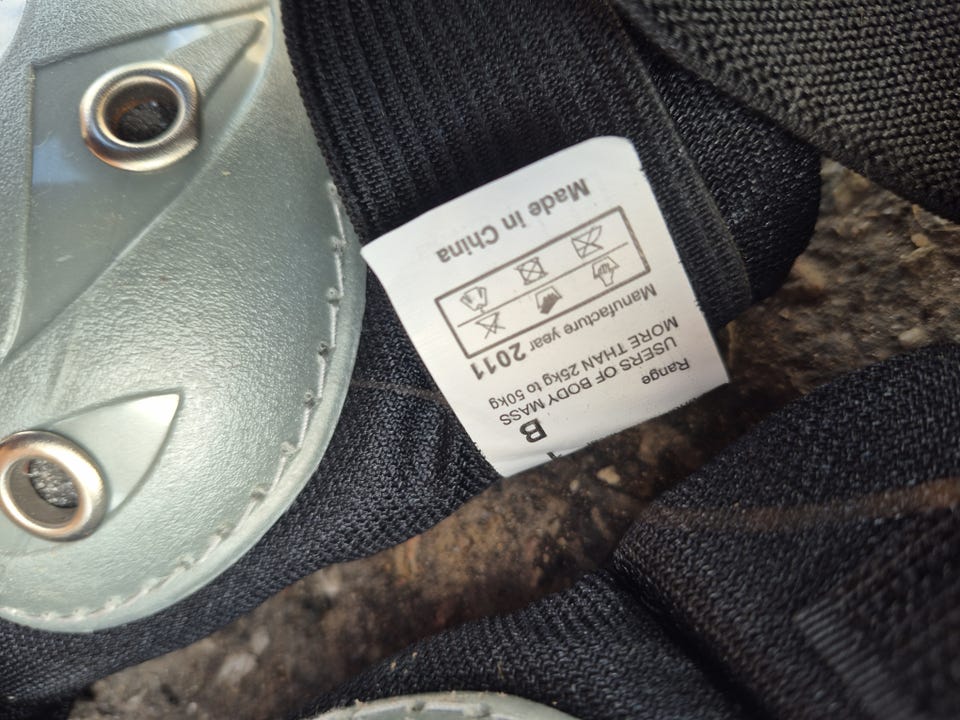 B
Range
USERS OF BODY MASS
MORE THAN 25kg to 50kg
Manufacture year 2011
Made in China